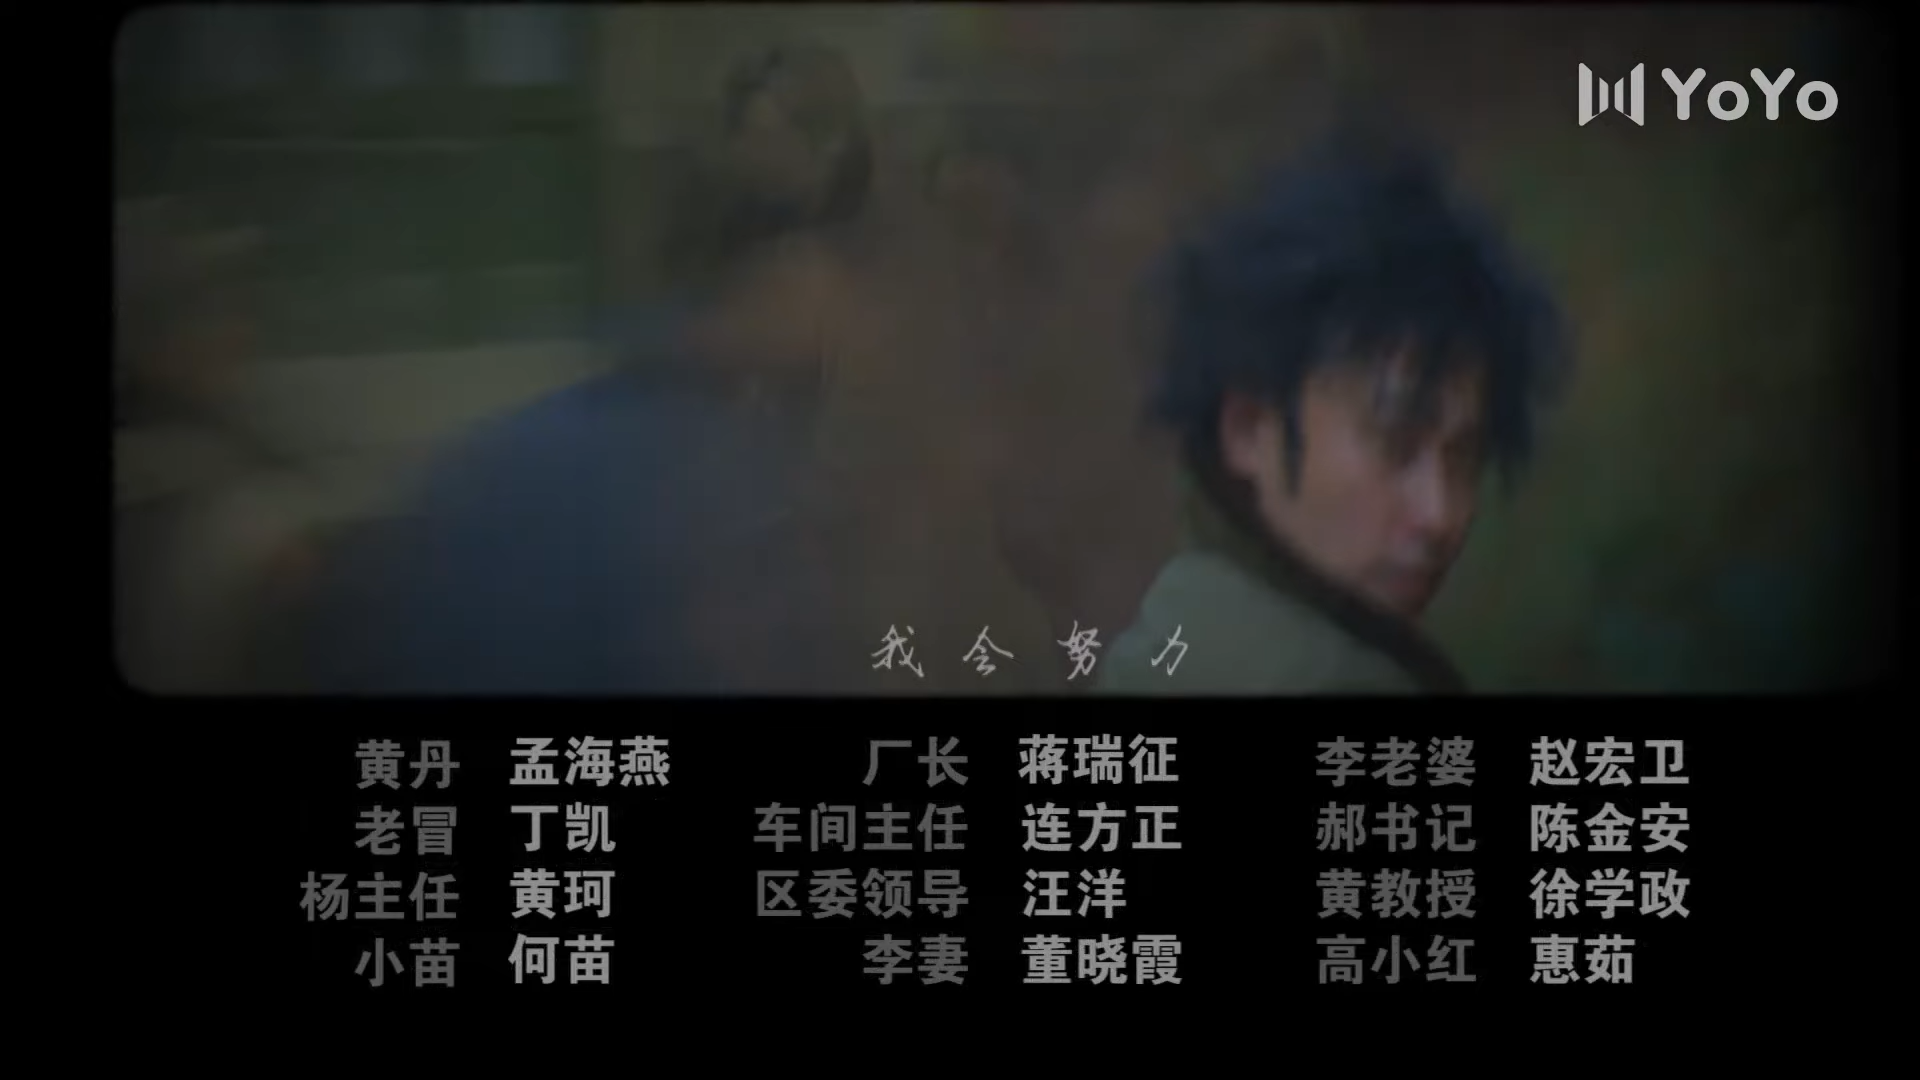 YoYo
我会努力
黄丹 孟海燕 厂长 蒋瑞征 李老婆 赵宏卫
老冒 丁凯 车间主任 连方正 郝书记 陈金安
杨主任 黄珂 区委领导 汪洋 黄教授 徐学政
小苗 何苗 李妻 董晓霞 高小红 惠茹